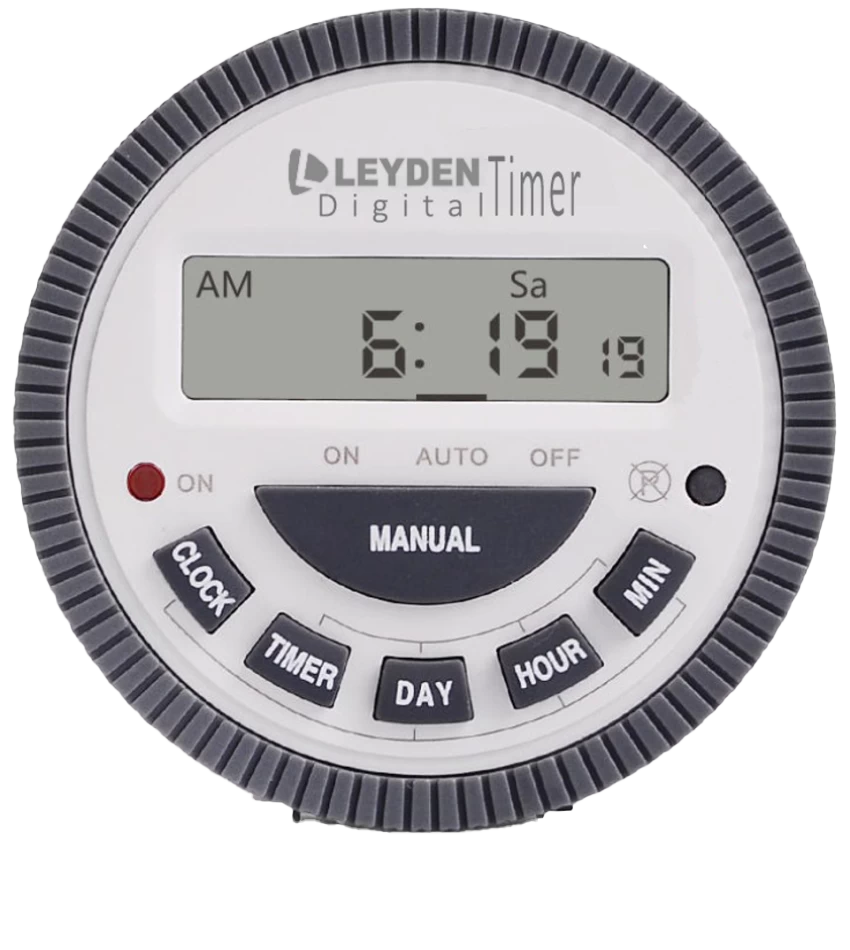 LEYDEN Timer
Digital
AM Sa
6: 19 19
ON AUTO OFF
ON
R
MANUAL
CLOCK
MIN
TIMER
HOUR
DAY